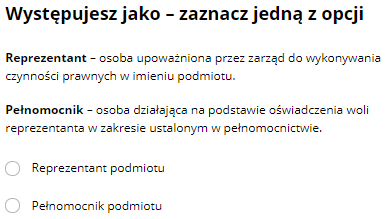 Występujesz jako – zaznacz jedną z opcji
Reprezentant – osoba upoważniona przez zarząd do wykonywania
czynności prawnych w imieniu podmiotu.
Pełnomocnik – osoba działająca na podstawie oświadczenia woli
reprezentanta w zakresie ustalonym w pełnomocnictwie.
Reprezentant podmiotu
Pełnomocnik podmiotu